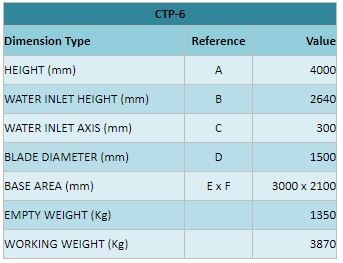 CTP-6
Dimension Type Reference Value
HEIGHT (mm) A 4000
WATER INLET HEIGHT (mm) B 2640
WATER INLET AXIS (mm) C 300
BLADE DIAMETER (mm) D 1500
BASE AREA (mm) E x F 3000 x 2100
EMPTY WEIGHT (Kg) 1350
WORKING WEIGHT (Kg) 3870